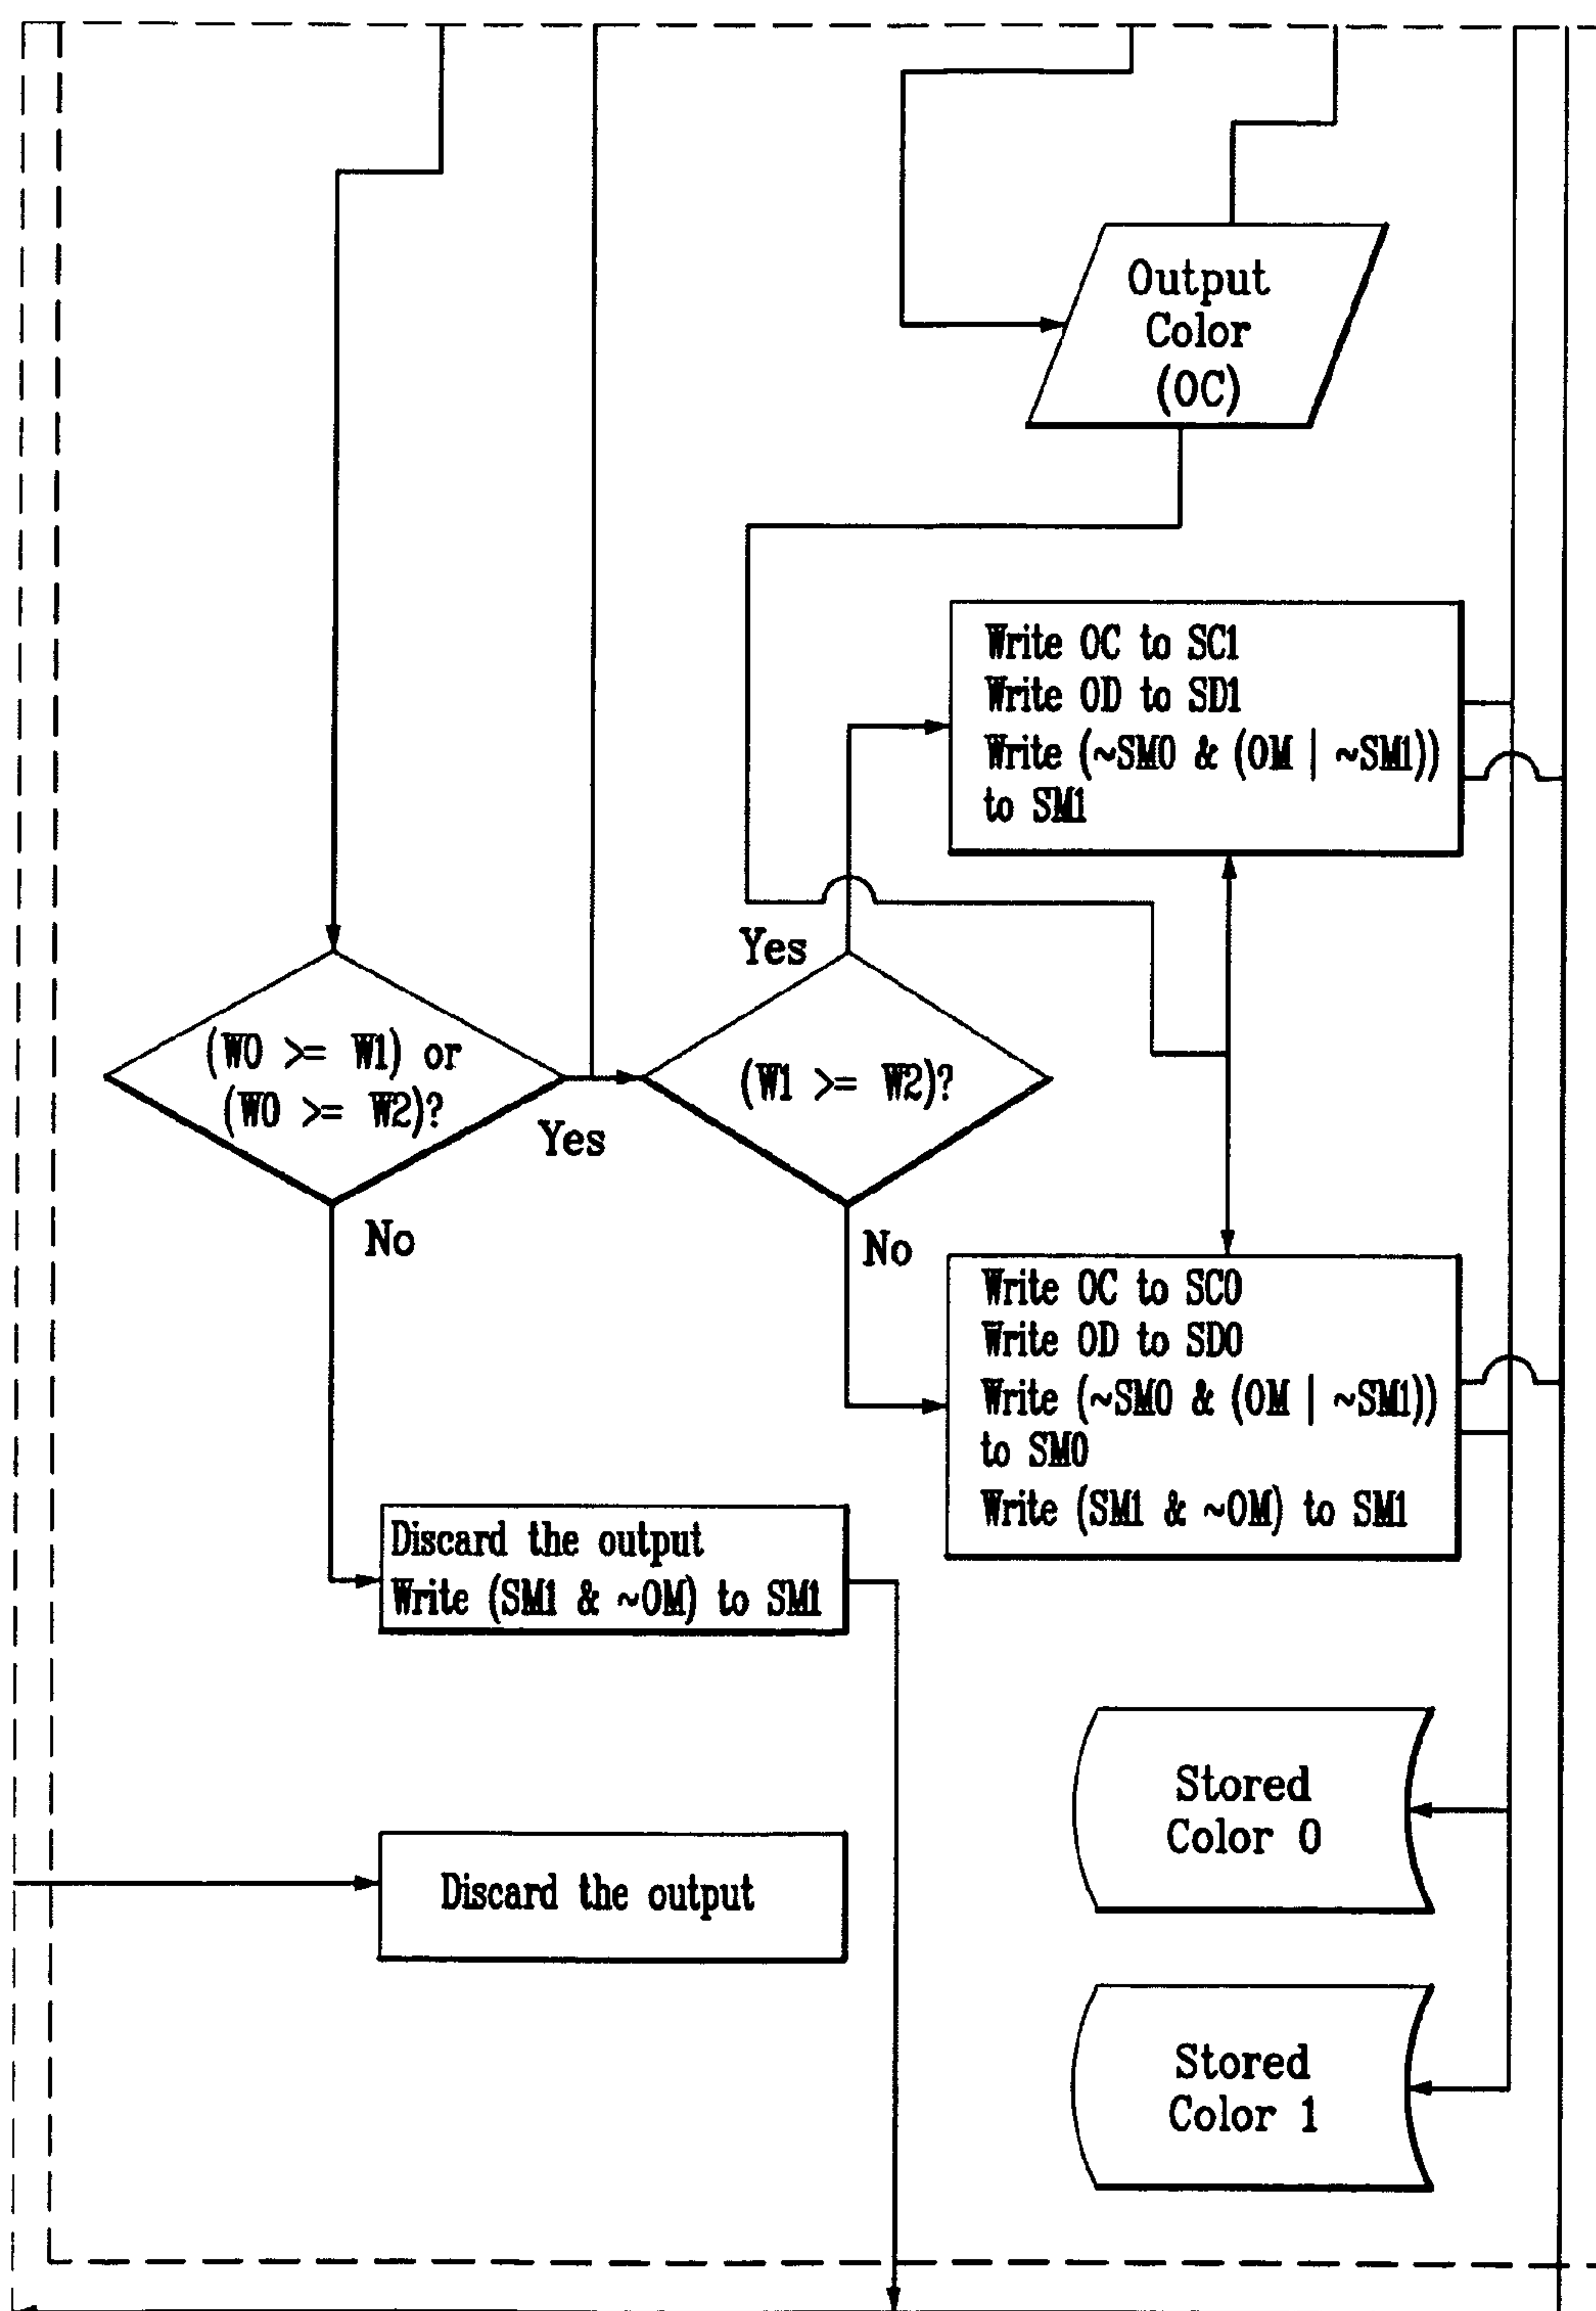 Output
Color
(OC)
Write OC to SC1
Write OD to SD1
Write (~SM0 & (OM | ~SM1))
to SM1
Yes
(W0 >= W1) or
(W0 >= W2)?
Yes
(W1 >= W2)?
No
No
Write OC to SC0
Write OD to SD0
Write (~SM0 & (OM | ~SM1))
to SM0
Write (SM1 & ~OM) to SM1
Discard the output
Write (SM1 & ~OM) to SM1
Stored
Color 0
Discard the output
Stored
Color 1